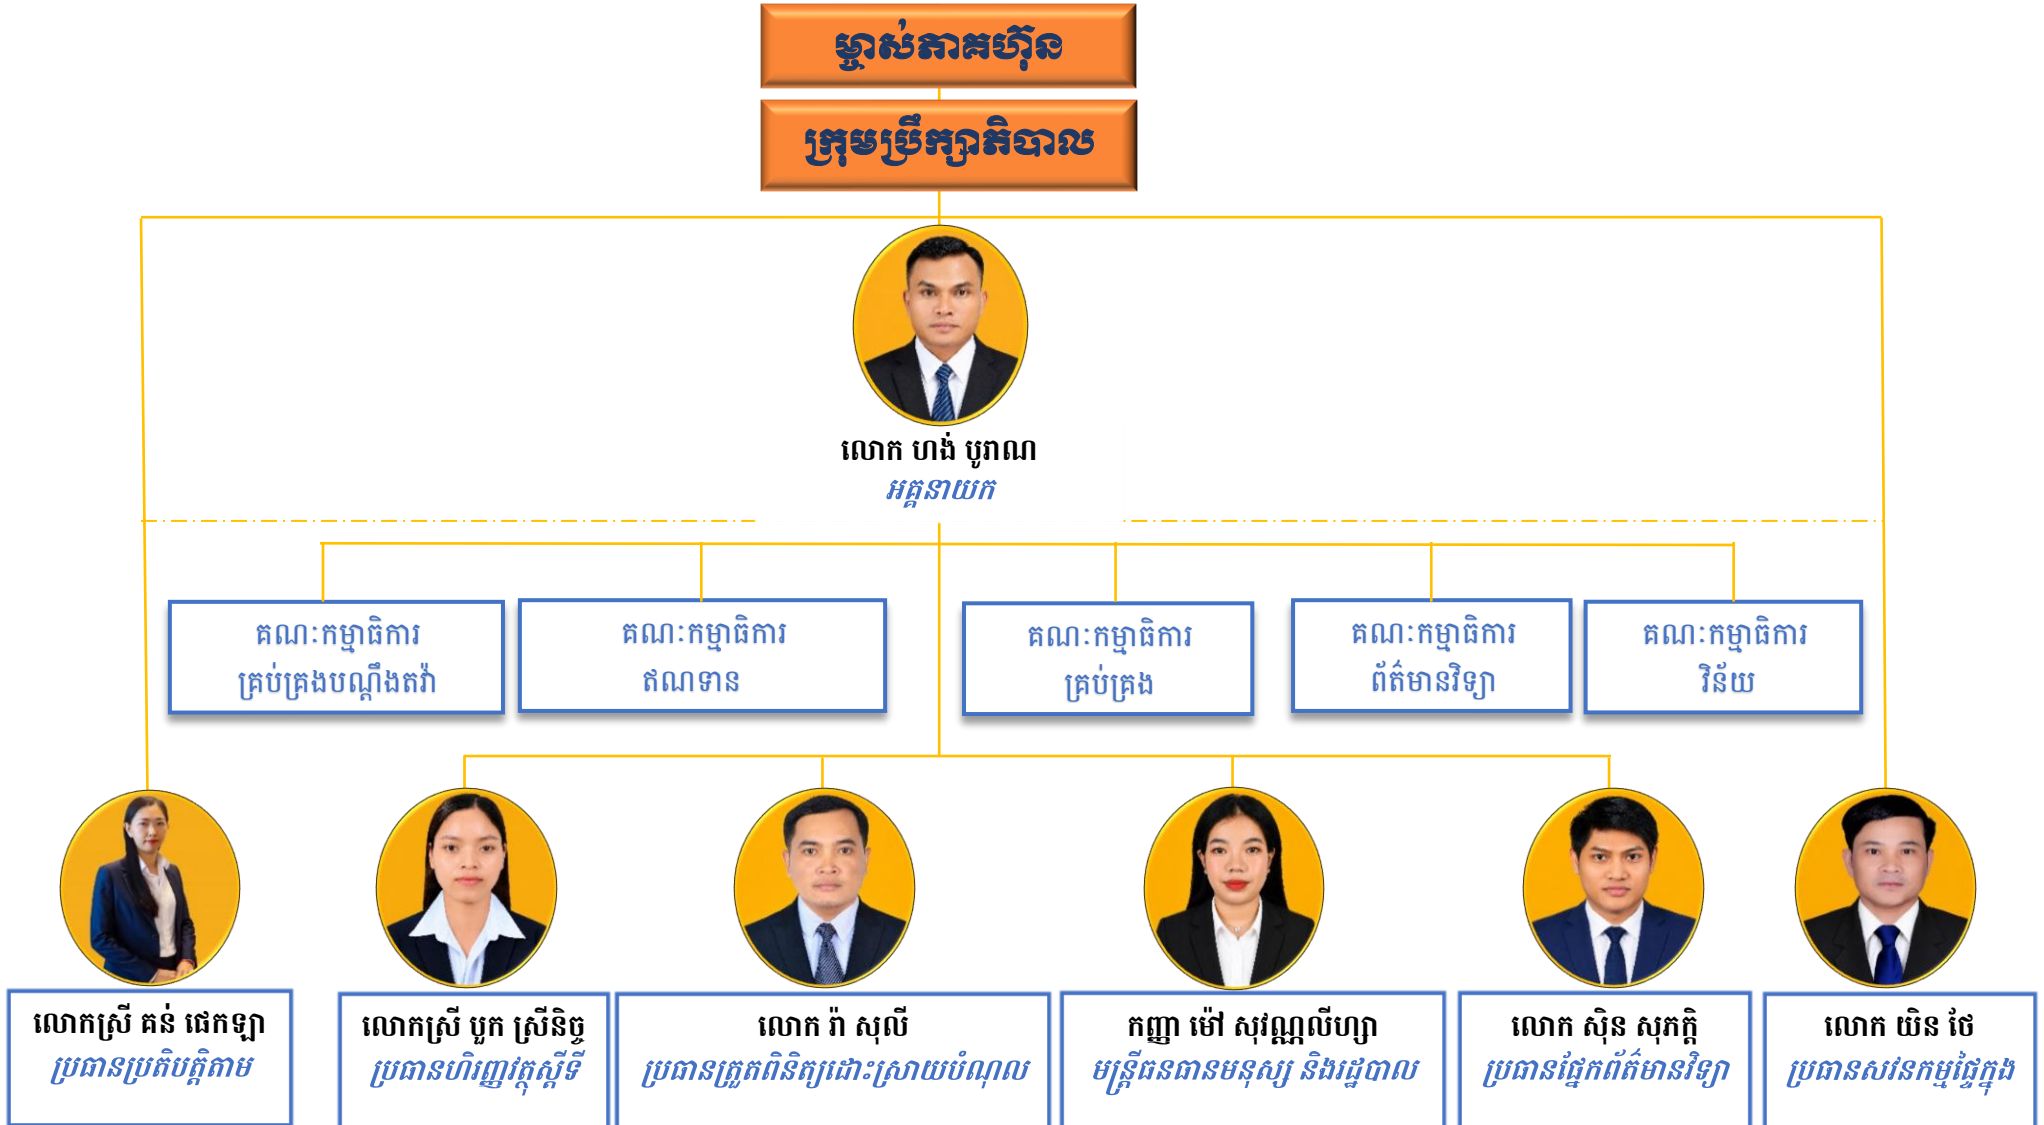 ម្ចាស់ភាគហ៊ុន
ក្រុមប្រឹក្សាភិបាល
លោក ហង់ បូរាណ
អគ្គនាយក
គណៈកម្មាធិការ
គ្រប់គ្រងបណ្តឹងតវ៉ា
គណៈកម្មាធិការ
ឥណទាន
គណៈកម្មាធិការ
គ្រប់គ្រង
គណៈកម្មាធិការ
ព័ត៌មានវិទ្យា
គណៈកម្មាធិការ
វិន័យ
លោកស្រី គន់ ផេកឡា
ប្រធានប្រតិបត្តិតាម
លោកស្រី បួក ស្រីនិច្ច
ប្រធានហិរញ្ញវត្ថុស្តីទី
លោក រ៉ា សុលី
ប្រធានត្រួតពិនិត្យដោះស្រាយបំណុល
កញ្ញា ម៉ៅ សុវណ្ណលីហ្សា
មន្ត្រីធនធានមនុស្ស និងរដ្ឋបាល
លោក ស៊ិន សុភក្តិ
ប្រធានផ្នែកព័ត៌មានវិទ្យា
លោក យិន ថែ
ប្រធានសវនកម្មផ្ទៃក្នុង